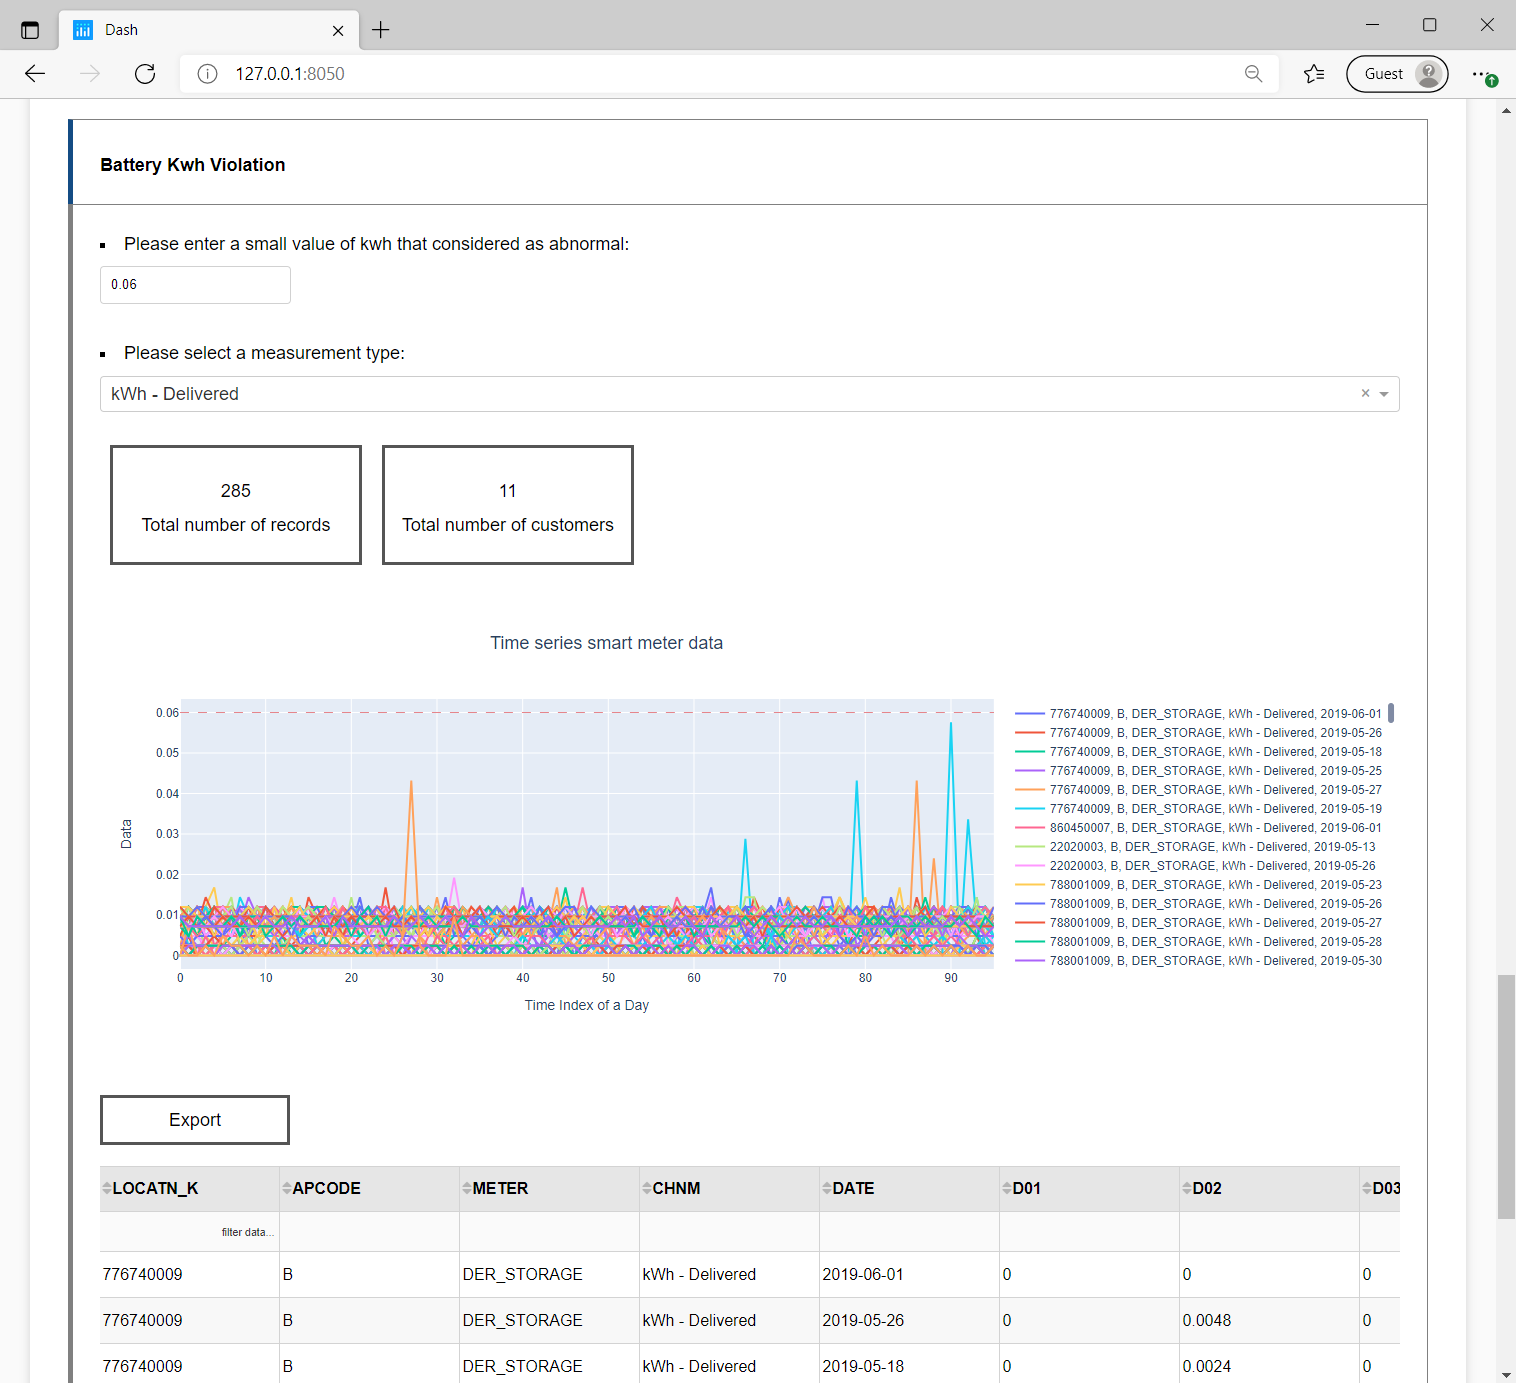 Dash
127.0.0.1:8050
Guest
Battery Kwh Violation
Please enter a small value of kwh that considered as abnormal:
0.06
Please select a measurement type:
kWh - Delivered
285
Total number of records
11
Total number of customers
Time series smart meter data
0.06
0.05
0.04
0.03
0.02
0.01
0
Data
0 10 20 30 40 50 60 70 80 90
Time Index of a Day
776740009, B, DER_STORAGE, kWh - Delivered, 2019-06-01
776740009, B, DER_STORAGE, kWh - Delivered, 2019-05-26
776740009, B, DER_STORAGE, kWh - Delivered, 2019-05-18
776740009, B, DER_STORAGE, kWh - Delivered, 2019-05-25
776740009, B, DER_STORAGE, kWh - Delivered, 2019-05-27
776740009, B, DER_STORAGE, kWh - Delivered, 2019-05-19
860450007, B, DER_STORAGE, kWh - Delivered, 2019-06-01
22020003, B, DER_STORAGE, kWh - Delivered, 2019-05-13
22020003, B, DER_STORAGE, kWh - Delivered, 2019-05-26
788001009, B, DER_STORAGE, kWh - Delivered, 2019-05-23
788001009, B, DER_STORAGE, kWh - Delivered, 2019-05-26
788001009, B, DER_STORAGE, kWh - Delivered, 2019-05-27
788001009, B, DER_STORAGE, kWh - Delivered, 2019-05-28
788001009, B, DER_STORAGE, kWh - Delivered, 2019-05-30
Export
LOCATN_K APCODE METER CHNM DATE D01 D02 D03
filter data...
776740009 B DER_STORAGE kWh - Delivered 2019-06-01 0 0 0
776740009 B DER_STORAGE kWh - Delivered 2019-05-26 0 0.0048 0
776740009 B DER_STORAGE kWh - Delivered 2019-05-18 0 0.0024 0